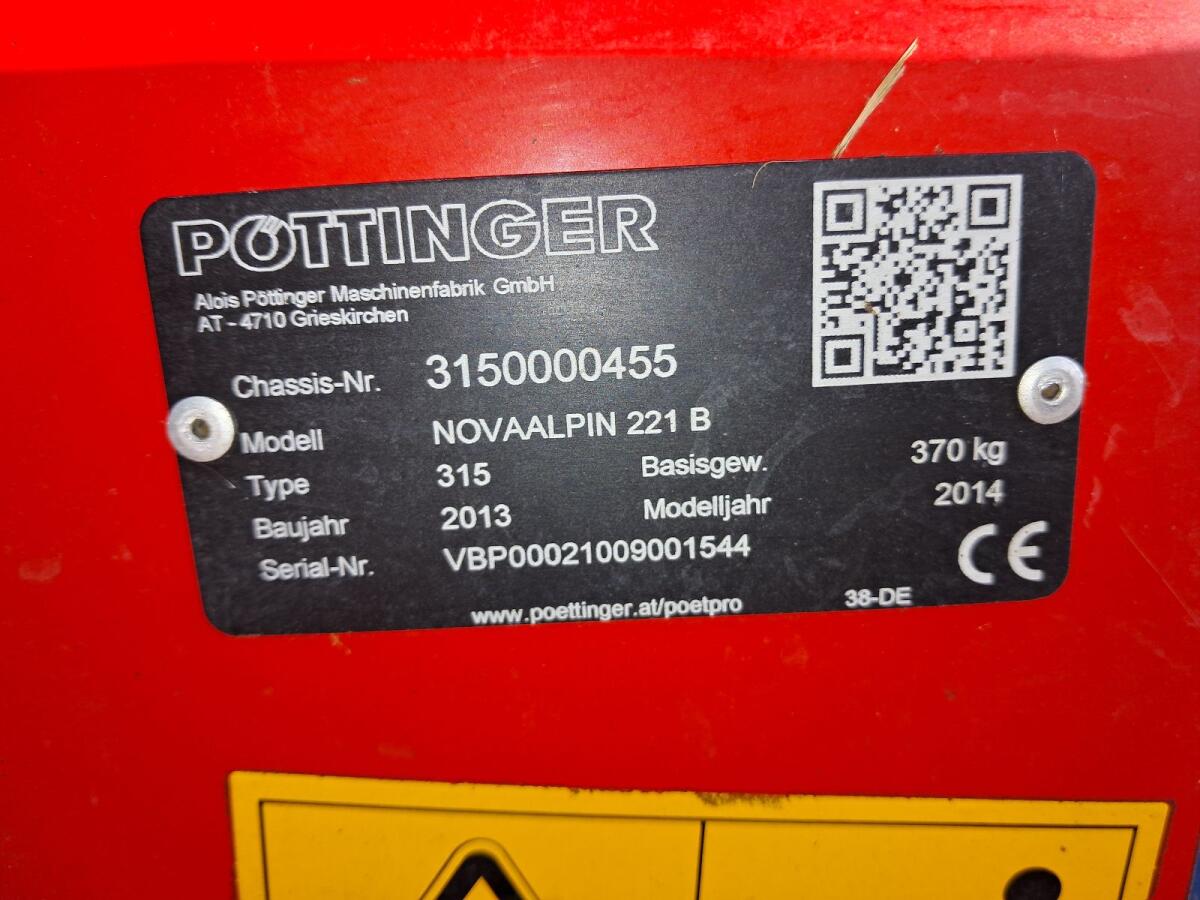 PÖTTINGER
Alois Pöttinger Maschinenfabrik GmbH
AT - 4710 Grieskirchen
Chassis-Nr. 3150000455
Modell NOVAALPIN 221 B
Type 315 Basisgew. 370 kg
Baujahr 2013 Modelljahr 2014
Serial-Nr. VBP00021009001544
CE
www.poettinger.at/poetpro 38-DE